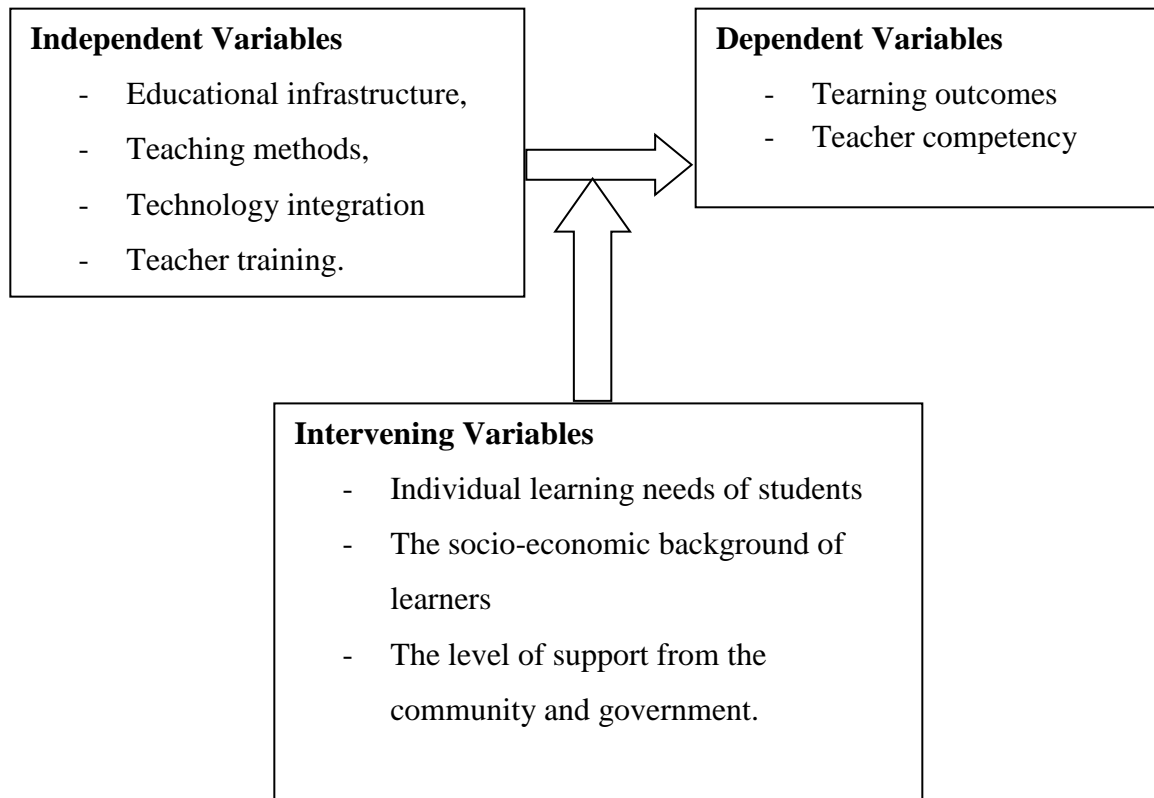 Independent Variables
- Educational infrastructure,
- Teaching methods,
- Technology integration
- Teacher training.
Dependent Variables
- Tearning outcomes
- Teacher competency
Intervening Variables
- Individual learning needs of students
- The socio-economic background of
learners
- The level of support from the
community and government.